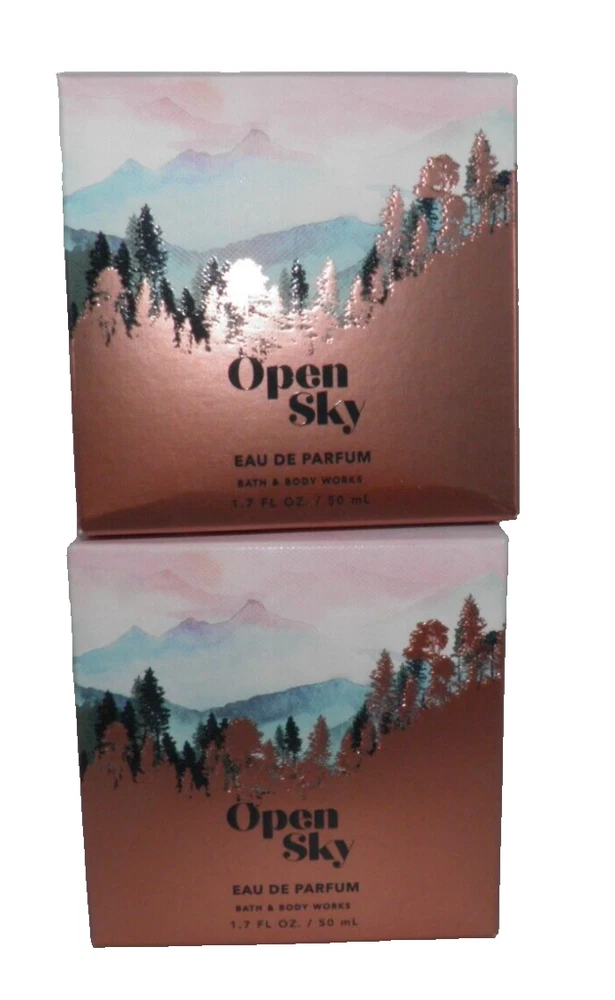 Open
Sky
EAU DE PARFUM
BATH & BODY WORKS
1.7 FL OZ. / 50 mL
Open
Sky
EAU DE PARFUM
BATH & BODY WORKS
1.7 FL OZ. / 50 mL